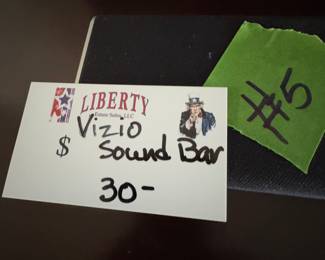 LIBERTY
Estate Sales, LLC
Vizio
$ Sound Bar
30-
#5